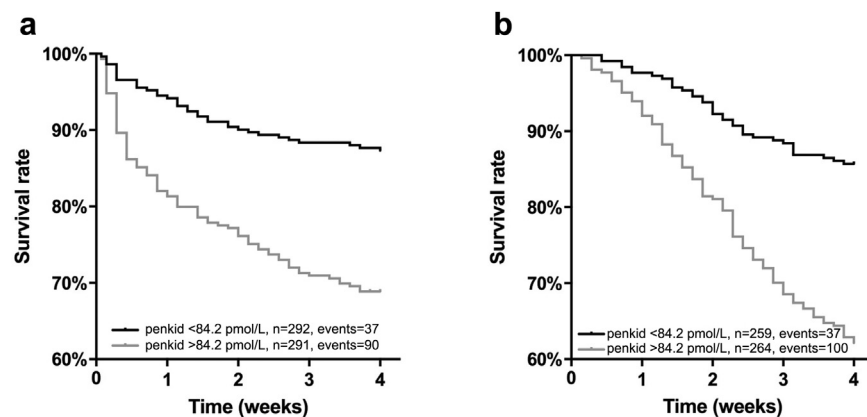 a
100%
90%
80%
70%
60%
Survival rate
penkid <84.2 pmol/L, n=292, events=37
penkid >84.2 pmol/L, n=291, events=90
0 1 2 3 4
Time (weeks)
b
100%
90%
80%
70%
60%
Survival rate
penkid <84.2 pmol/L, n=259, events=37
penkid >84.2 pmol/L, n=264, events=100
0 1 2 3 4
Time (weeks)